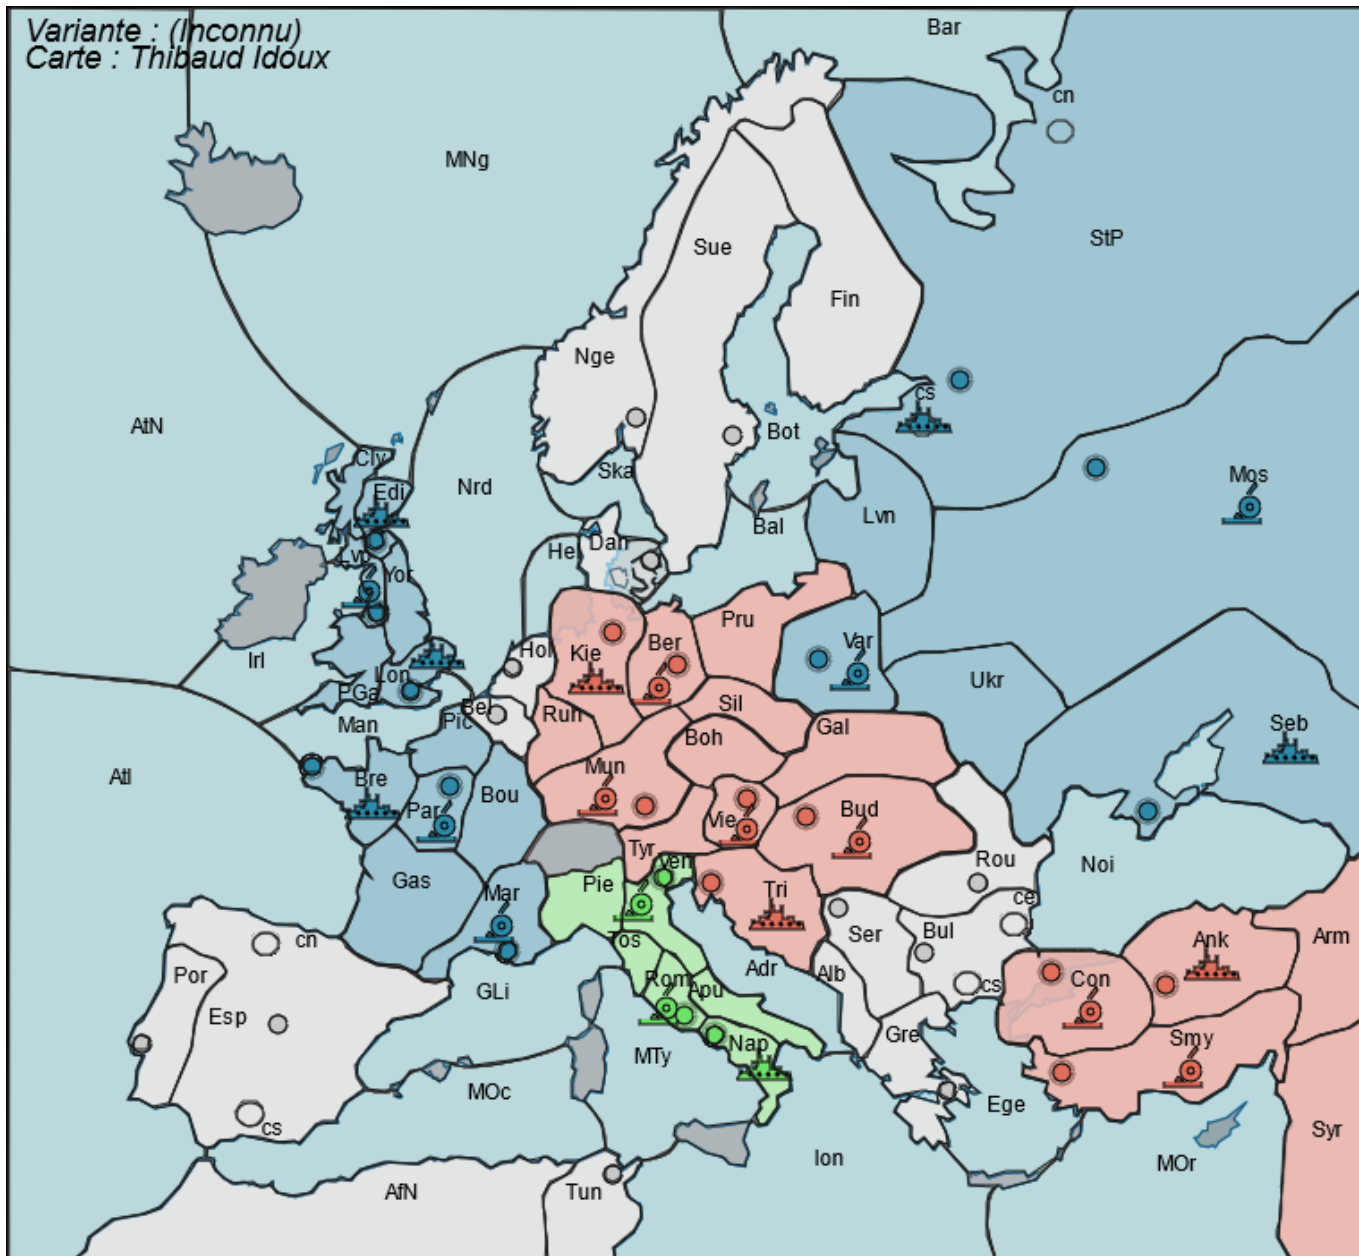 Variante : (Inconnu)
Carte : Thibaud Idoux
Bar
cn
MNg
StP
Sue
Fin
Nge
cs
AtN
Bot
Cly
Ska
Mos
Nrd
Edi
Lvn
Bal
Dan
Hel
Lvp
Yor
Pru
Var
Irl
Hol
Kie
Ber
Ukr
Lon
PGa
Bel
Sil
Man
Pic
Ruh
Gal
Seb
Boh
Atl
Bre
Mun
Par
Bou
Vie
Bud
Tyr
Ven
Rou
Noi
Gas
Pie
Mar
Tri
ce
cn
Tos
Ser
Bul
Ank
Arm
Por
GLi
Rom
Adr
Alb
Apu
cs
Con
Esp
Nap
Gre
Smy
MTy
MOc
Ege
cs
Syr
Ion
MOr
AfN
Tun